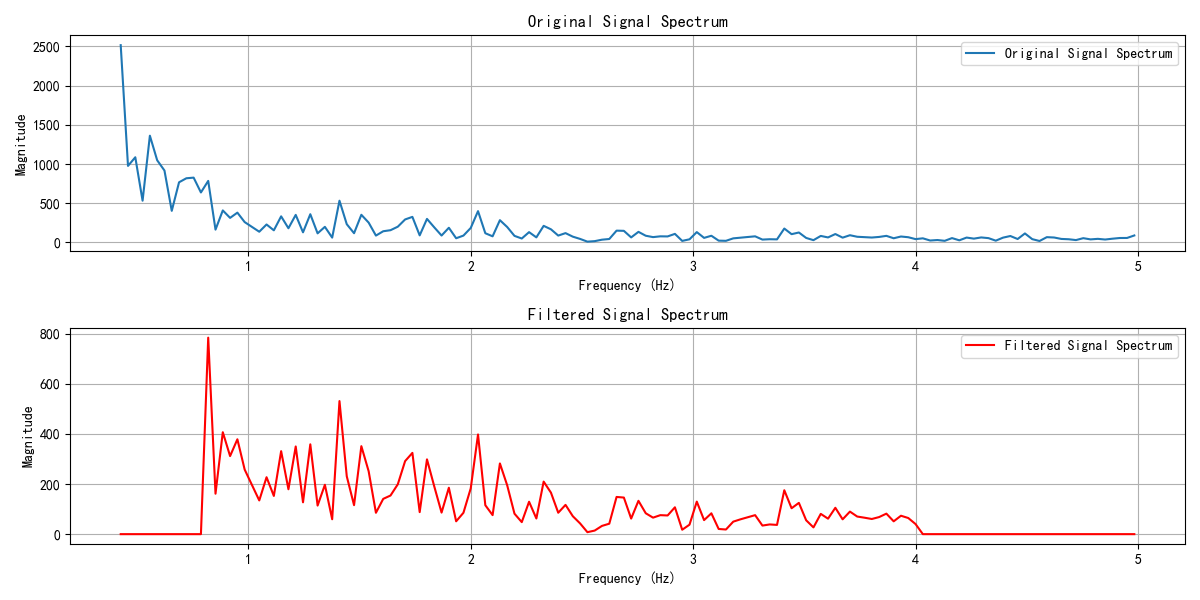 Original Signal Spectrum
2500
2000
1500
1000
500
0
Magnitude
Original Signal Spectrum
1 2 3 4 5
Frequency (Hz)
Filtered Signal Spectrum
800
600
400
200
0
Magnitude
Filtered Signal Spectrum
1 2 3 4 5
Frequency (Hz)